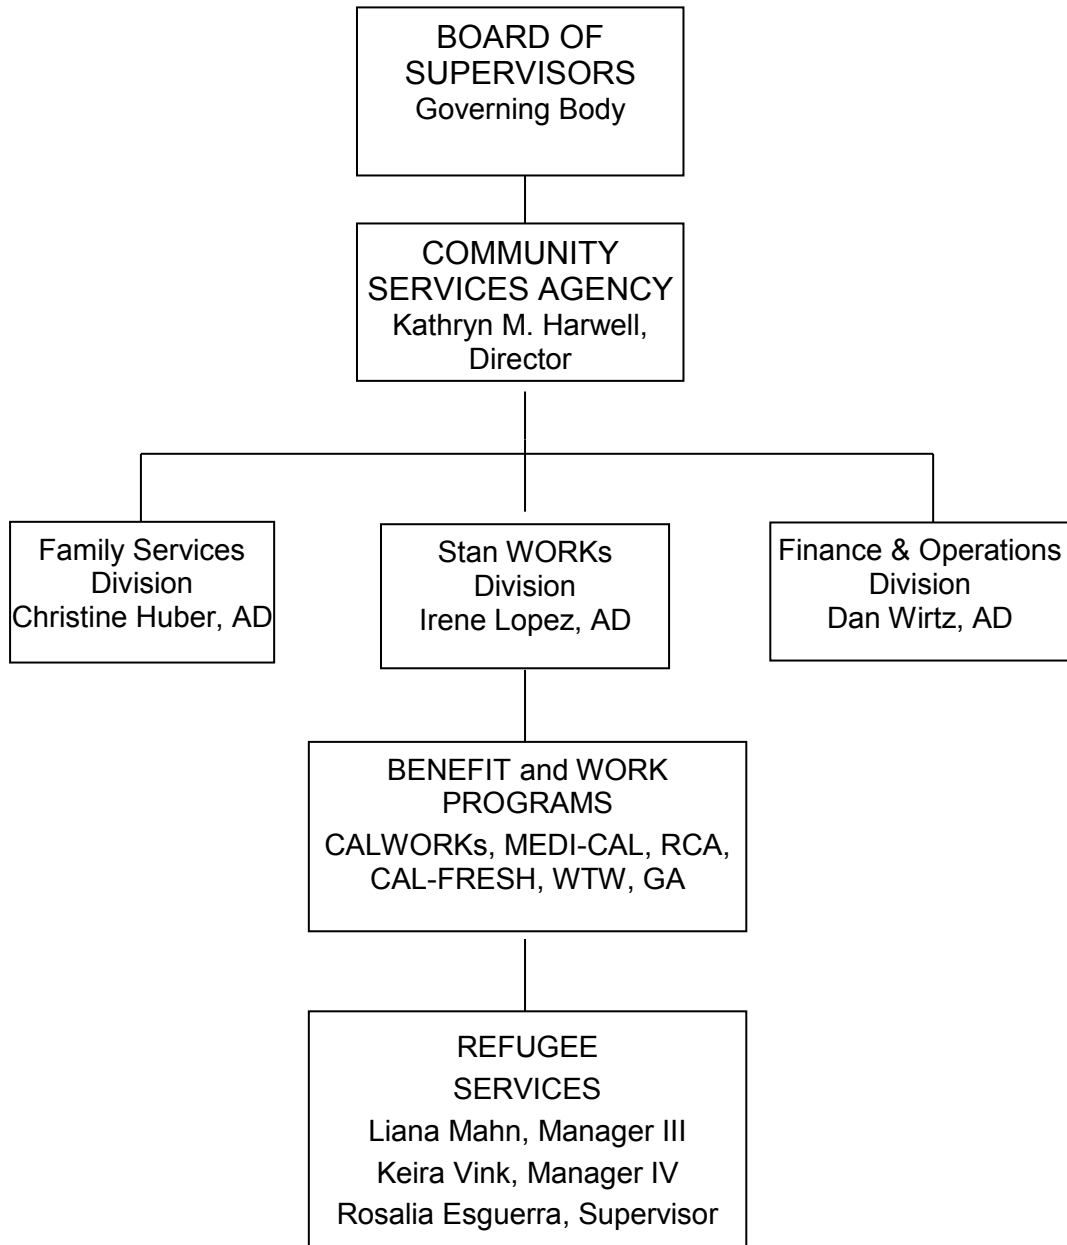 BOARD OF
SUPERVISORS
Governing Body
COMMUNITY
SERVICES AGENCY
Kathryn M. Harwell,
Director
Family Services
Division
Christine Huber, AD
Stan WORKs
Division
Irene Lopez, AD
Finance & Operations
Division
Dan Wirtz, AD
BENEFIT and WORK
PROGRAMS
CALWORKs, MEDI-CAL, RCA,
CAL-FRESH, WTW, GA
REFUGEE
SERVICES
Liana Mahn, Manager III
Keira Vink, Manager IV
Rosalia Esguerra, Supervisor